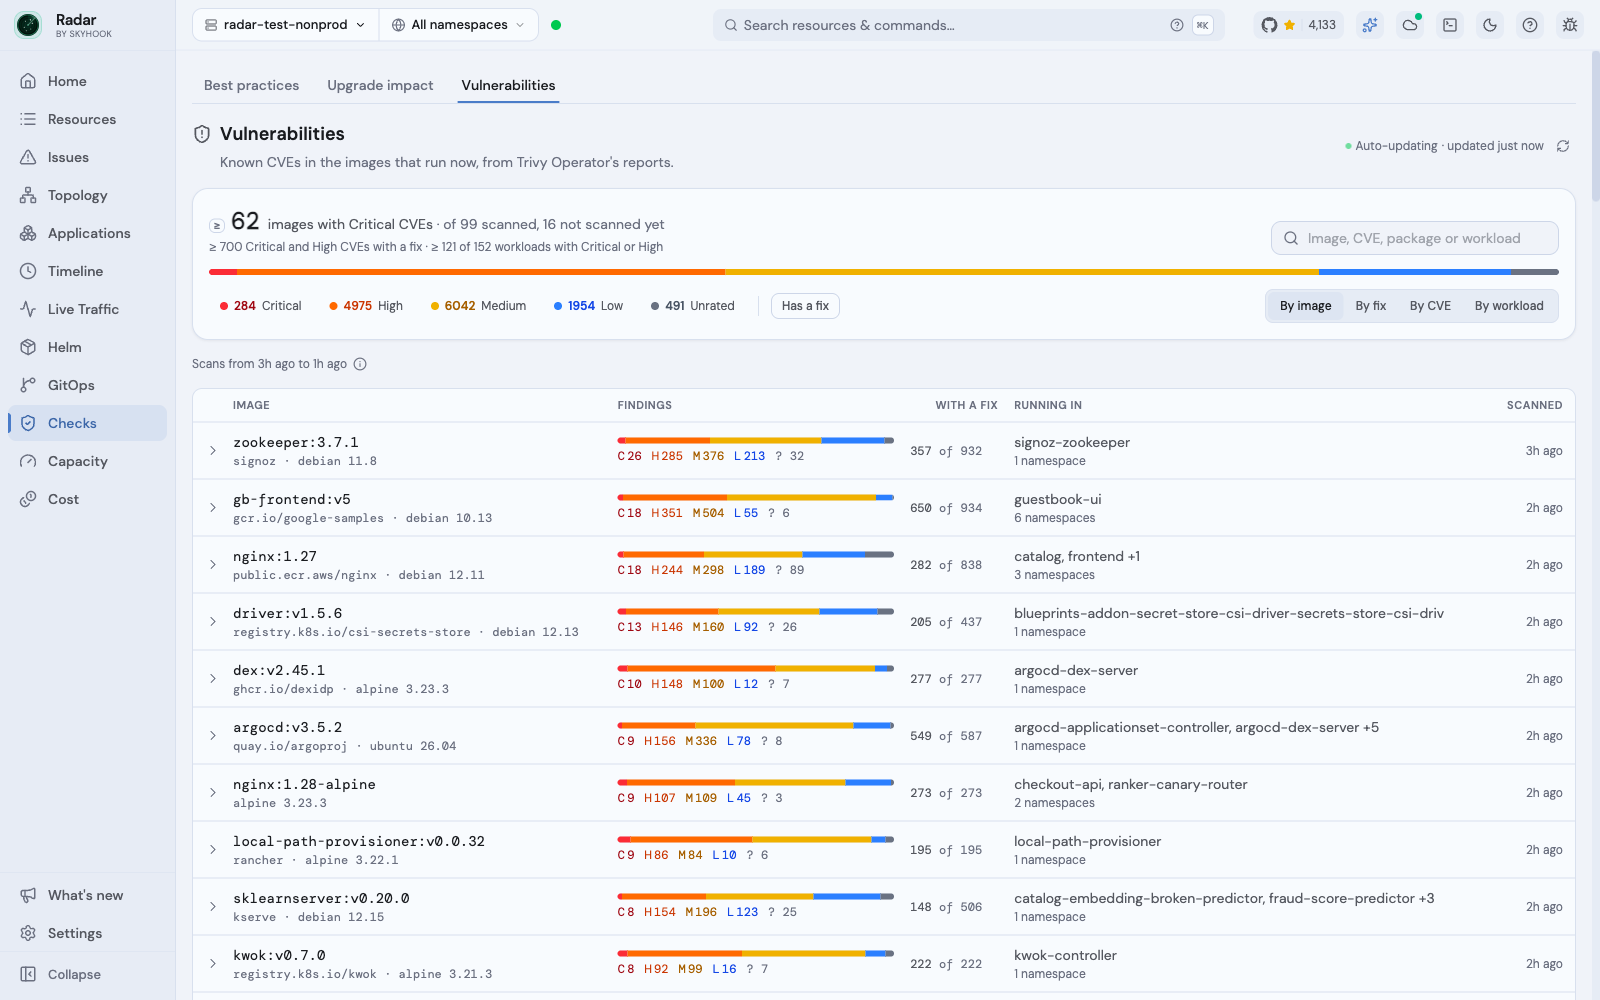 Radar
BY SKYHOOK
radar-test-nonprod
All namespaces
Search resources & commands...
⌘K
4,133
Home
Resources
Issues
Topology
Applications
Timeline
Live Traffic
Helm
GitOps
Checks
Capacity
Cost
What's new
Settings
Collapse
Best practices
Upgrade impact
Vulnerabilities
Vulnerabilities
Known CVEs in the images that run now, from Trivy Operator's reports.
Auto-updating · updated just now
≥ 62 images with Critical CVEs · of 99 scanned, 16 not scanned yet
≥ 700 Critical and High CVEs with a fix · ≥ 121 of 152 workloads with Critical or High
Image, CVE, package or workload
284 Critical
4975 High
6042 Medium
1954 Low
491 Unrated
Has a fix
By image
By fix
By CVE
By workload
Scans from 3h ago to 1h ago
IMAGE FINDINGS WITH A FIX RUNNING IN SCANNED
zookeeper:3.7.1
signoz · debian 11.8
C26 H285 M376 L213 ? 32
357 of 932
signoz-zookeeper
1 namespace
3h ago
gb-frontend:v5
gcr.io/google-samples · debian 10.13
C18 H351 M504 L55 ? 6
650 of 934
guestbook-ui
6 namespaces
2h ago
nginx:1.27
public.ecr.aws/nginx · debian 12.11
C18 H244 M298 L189 ? 89
282 of 838
catalog, frontend +1
3 namespaces
2h ago
driver:v1.5.6
registry.k8s.io/csi-secrets-store · debian 12.13
C13 H146 M160 L92 ? 26
205 of 437
blueprints-addon-secret-store-csi-driver-secrets-store-csi-driv
1 namespace
2h ago
dex:v2.45.1
ghcr.io/dexidp · alpine 3.23.3
C10 H148 M100 L12 ? 7
277 of 277
argocd-dex-server
1 namespace
2h ago
argocd:v3.5.2
quay.io/argoproj · ubuntu 26.04
C9 H156 M336 L78 ? 8
549 of 587
argocd-applicationset-controller, argocd-dex-server +5
1 namespace
2h ago
nginx:1.28-alpine
alpine 3.23.3
C9 H107 M109 L45 ? 3
273 of 273
checkout-api, ranker-canary-router
2 namespaces
2h ago
local-path-provisioner:v0.0.32
rancher · alpine 3.22.1
C9 H86 M84 L10 ? 6
195 of 195
local-path-provisioner
1 namespace
2h ago
sklearnserver:v0.20.0
kserve · debian 12.15
C8 H154 M196 L123 ? 25
148 of 506
catalog-embedding-broken-predictor, fraud-score-predictor +3
1 namespace
2h ago
kwok:v0.7.0
registry.k8s.io/kwok · alpine 3.21.3
C8 H92 M99 L16 ? 7
222 of 222
kwok-controller
1 namespace
2h ago